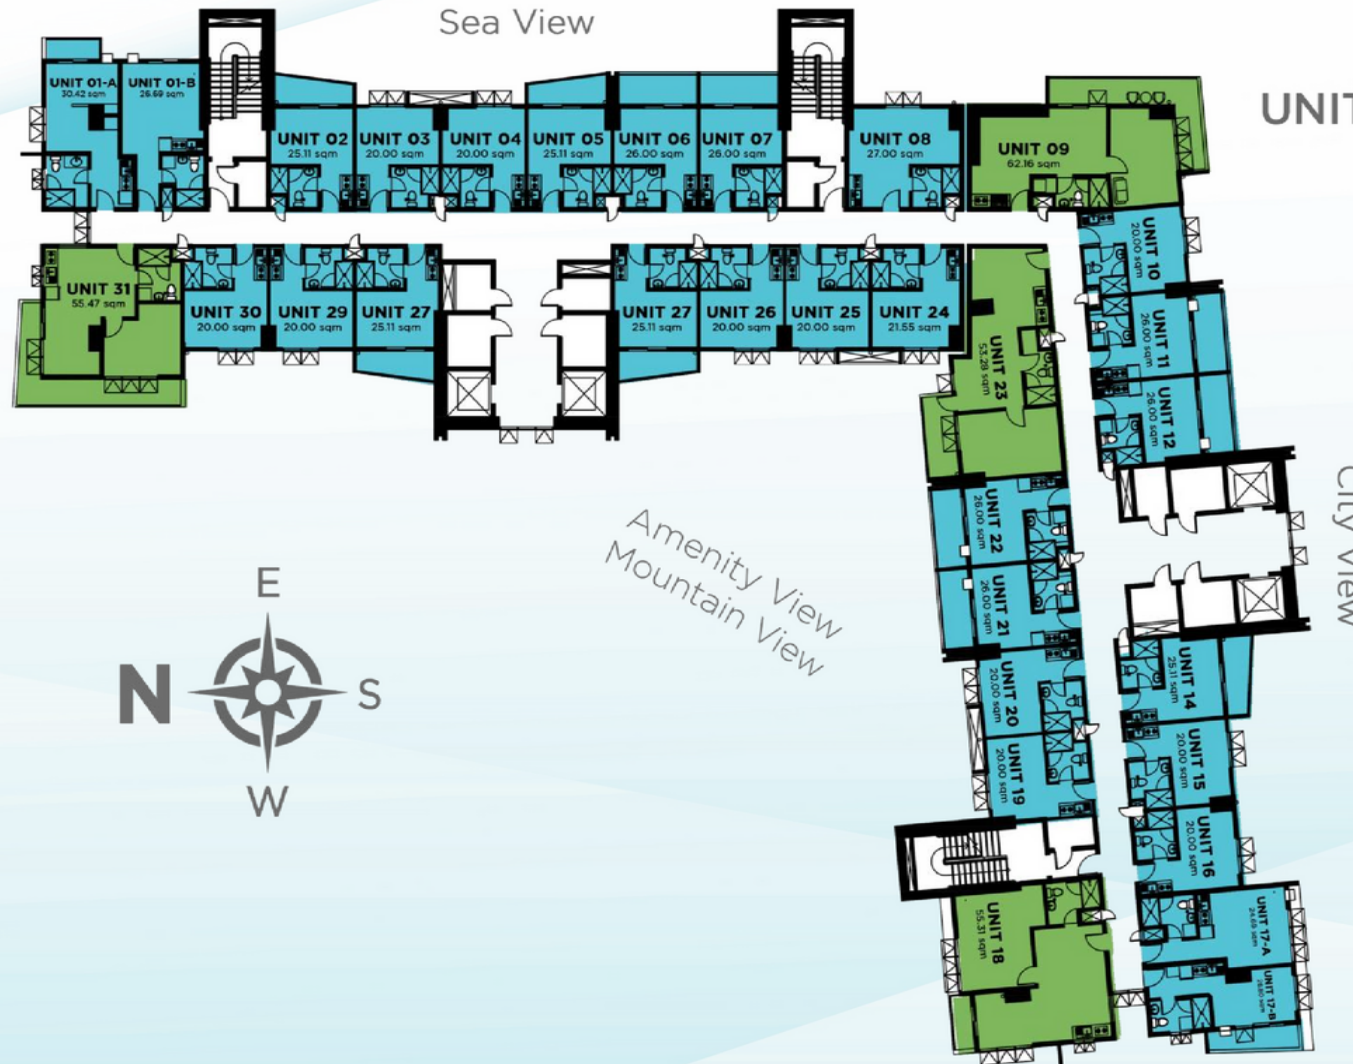 Sea View
UNIT
UNIT 01-A
30.42 sqm
UNIT 01-B
26.69 sqm
UNIT 02
25.11 sqm
UNIT 03
20.00 sqm
UNIT 04
20.00 sqm
UNIT 05
25.11 sqm
UNIT 06
26.00 sqm
UNIT 07
26.00 sqm
UNIT 08
27.00 sqm
UNIT 09
62.16 sqm
UNIT 10
20.00 sqm
UNIT 11
26.00 sqm
UNIT 12
26.00 sqm
UNIT 31
55.47 sqm
UNIT 30
20.00 sqm
UNIT 29
20.00 sqm
UNIT 27
25.11 sqm
UNIT 27
25.11 sqm
UNIT 26
20.00 sqm
UNIT 25
20.00 sqm
UNIT 24
21.55 sqm
UNIT 23
53.28 sqm
UNIT 22
26.00 sqm
UNIT 21
26.00 sqm
UNIT 20
20.00 sqm
UNIT 19
20.00 sqm
UNIT 14
25.11 sqm
UNIT 15
20.00 sqm
UNIT 16
20.00 sqm
UNIT 17-A
24.69 sqm
UNIT 17-B
UNIT 18
55.31 sqm
City View
Amenity View
Mountain View
E
N
S
W